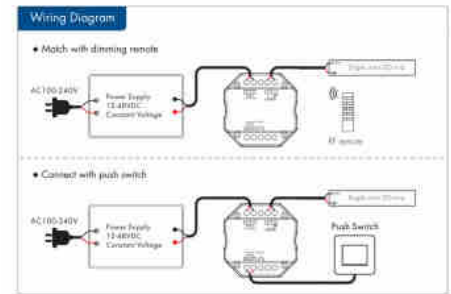 Wiring Diagram
◆ Match with dimming remote
AC100-240V
Power Supply
12-48VDC
Constant Voltage
RF remote
◆ Connect with push switch
AC100-240V
Power Supply
12-48VDC
Constant Voltage
Push Switch